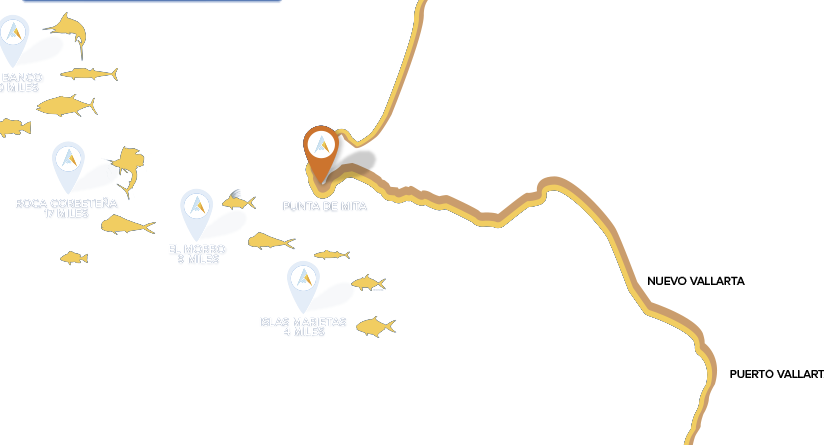 BANCO
MILES
ROCA CORBETEÑA
17 MILES
PUNTA DE MITA
EL MORRO
8 MILES
NUEVO VALLARTA
ISLAS MARIETAS
4 MILES
PUERTO VALLART